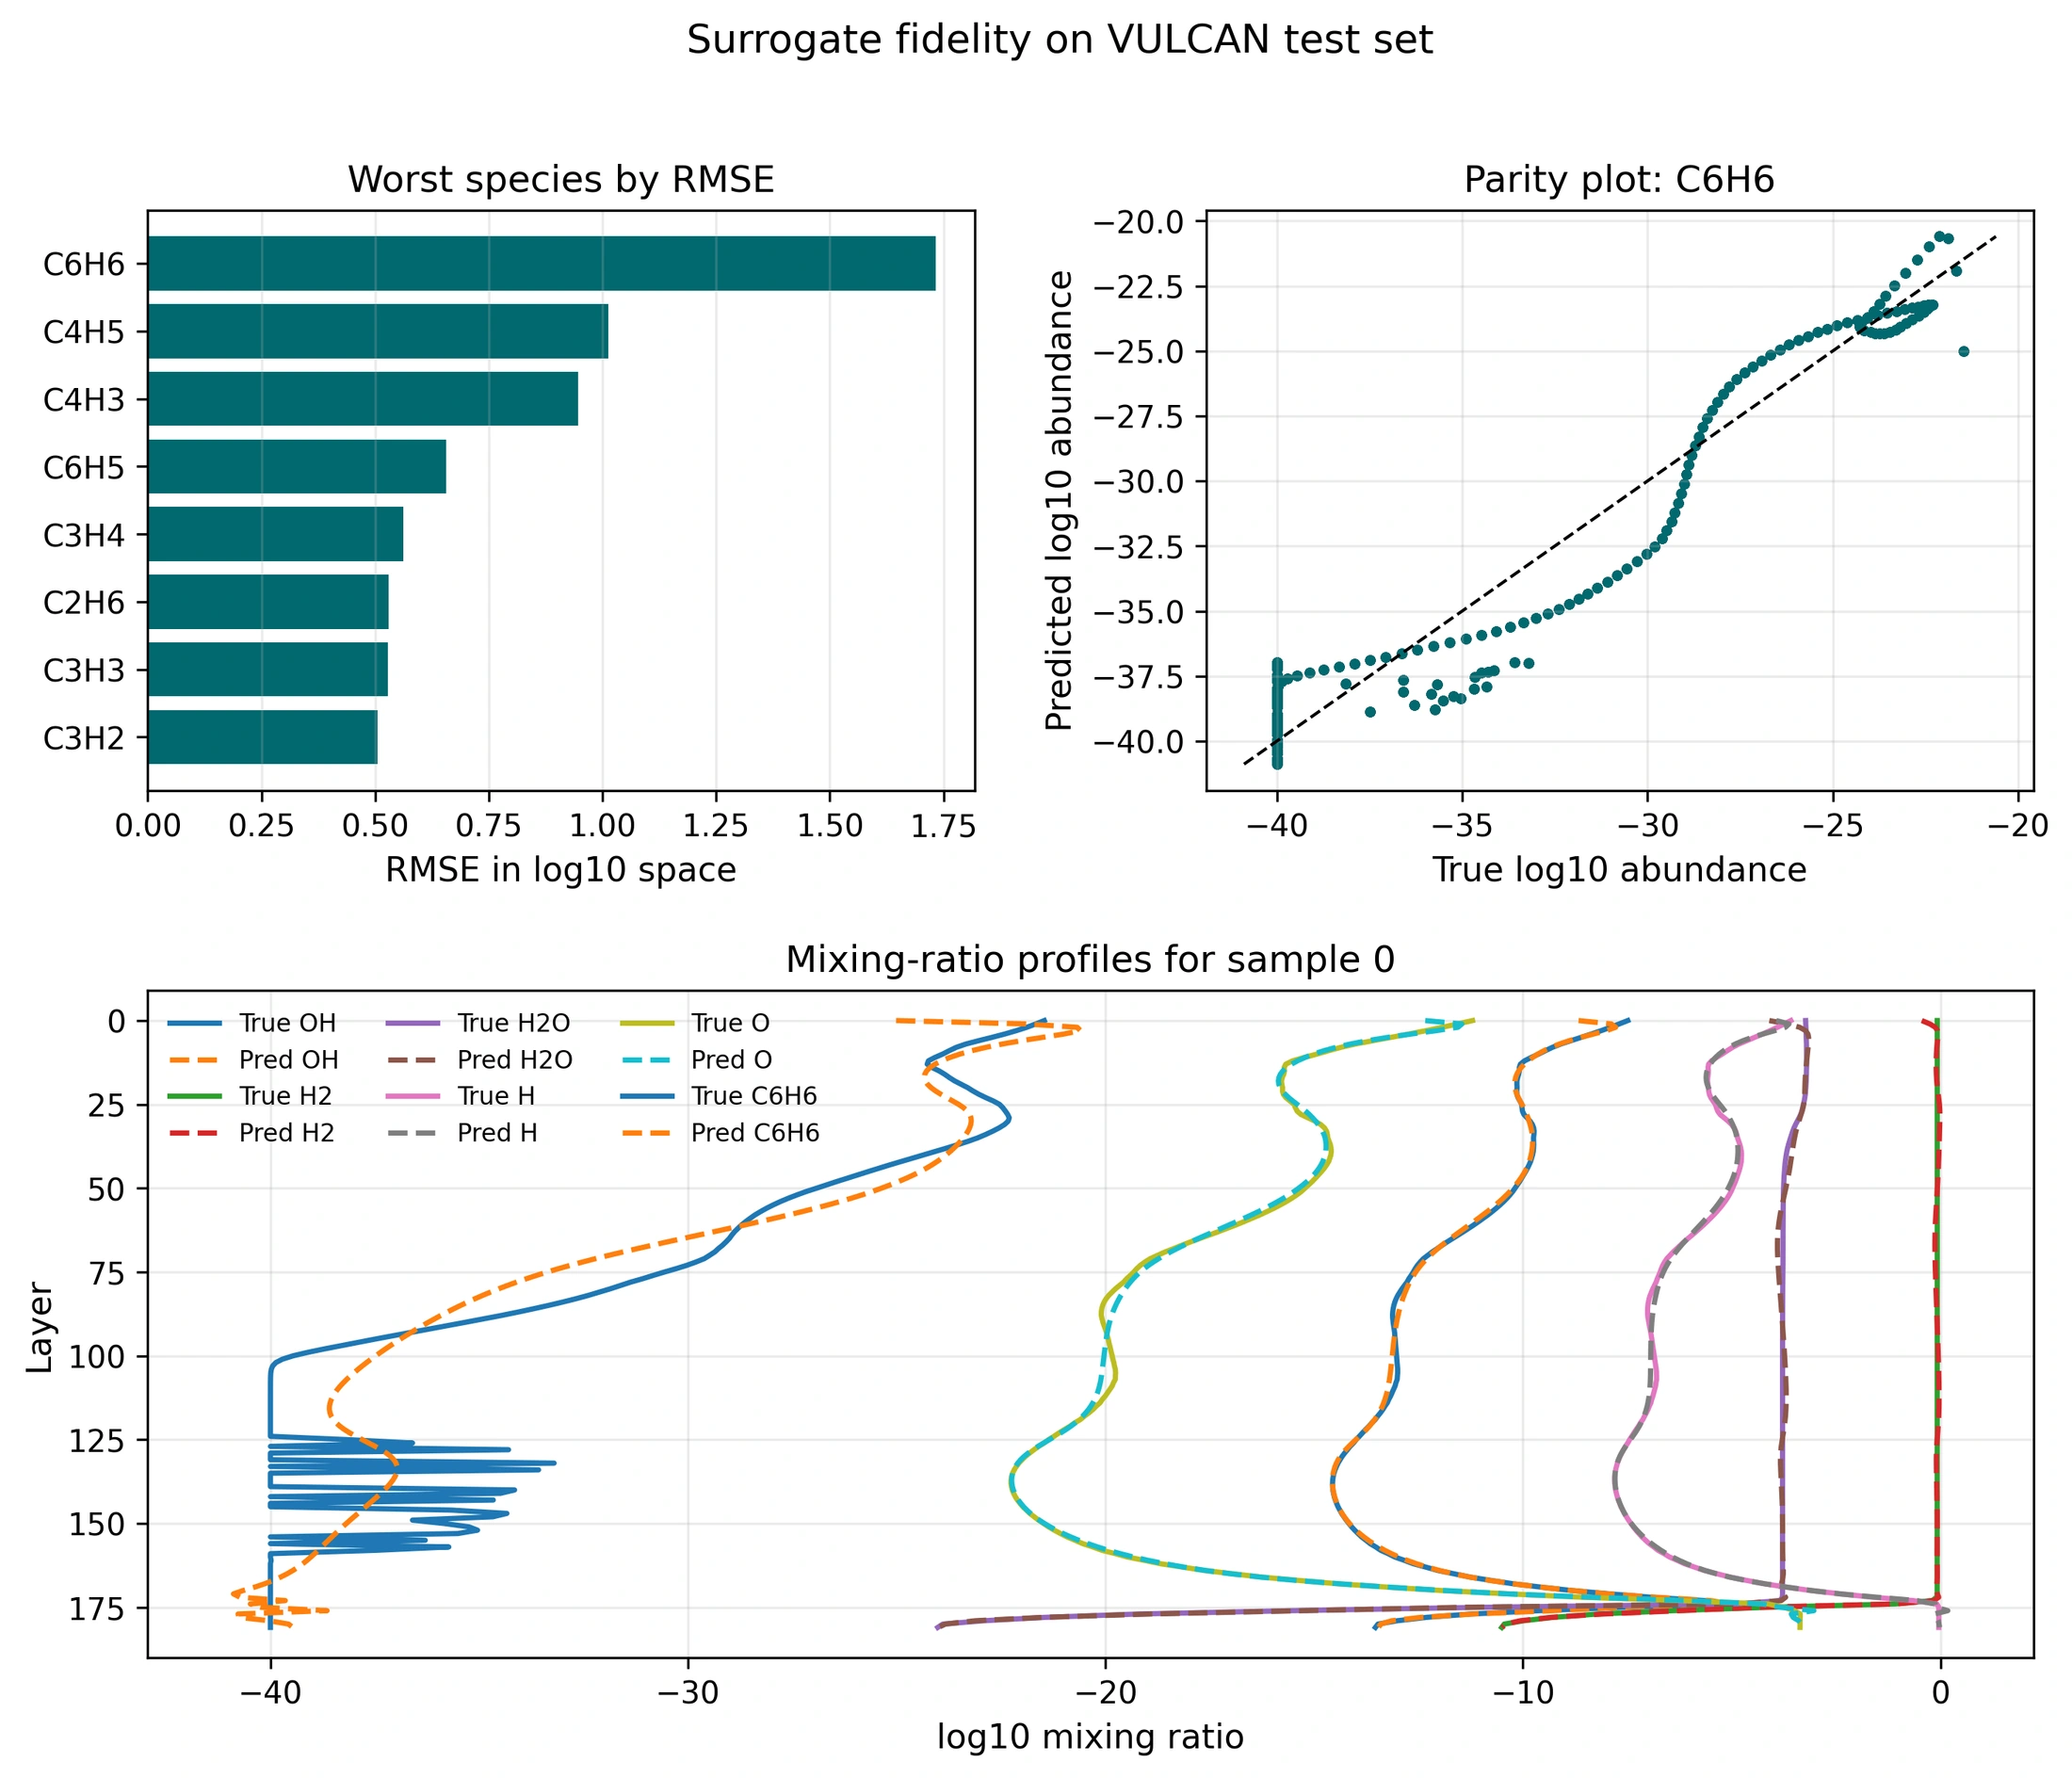 Surrogate fidelity on VULCAN test set
Worst species by RMSE
C6H6
C4H5
C4H3
C6H5
C3H4
C2H6
C3H3
C3H2
0.00 0.25 0.50 0.75 1.00 1.25 1.50 1.75
RMSE in log10 space
Parity plot: C6H6
Predicted log10 abundance
−20.0
−22.5
−25.0
−27.5
−30.0
−32.5
−35.0
−37.5
−40.0
−40 −35 −30 −25 −20
True log10 abundance
Mixing-ratio profiles for sample 0
Layer
0
25
50
75
100
125
150
175
True OH
Pred OH
True H2
Pred H2
True H2O
Pred H2O
True H
Pred H
True O
Pred O
True C6H6
Pred C6H6
−40 −30 −20 −10 0
log10 mixing ratio